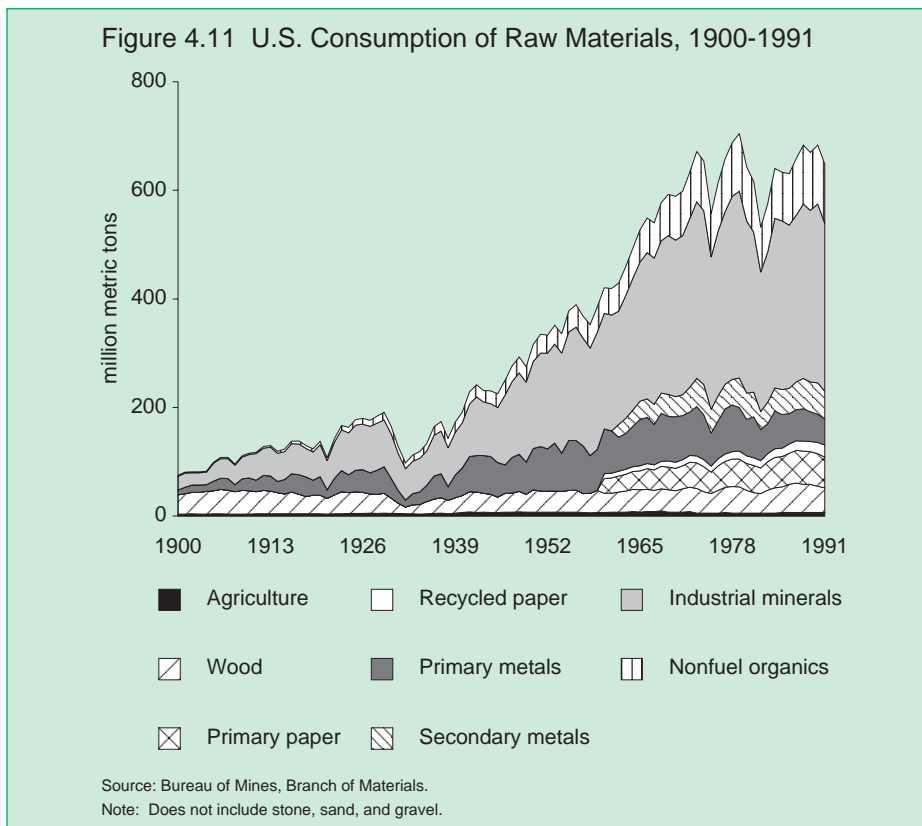 Figure 4.11 U.S. Consumption of Raw Materials, 1900-1991
800
600
400
200
0
million metric tons
1900 1913 1926 1939 1952 1965 1978 1991
Agriculture Recycled paper Industrial minerals
Wood Primary metals Nonfuel organics
Primary paper Secondary metals
Source: Bureau of Mines, Branch of Materials.
Note: Does not include stone, sand, and gravel.